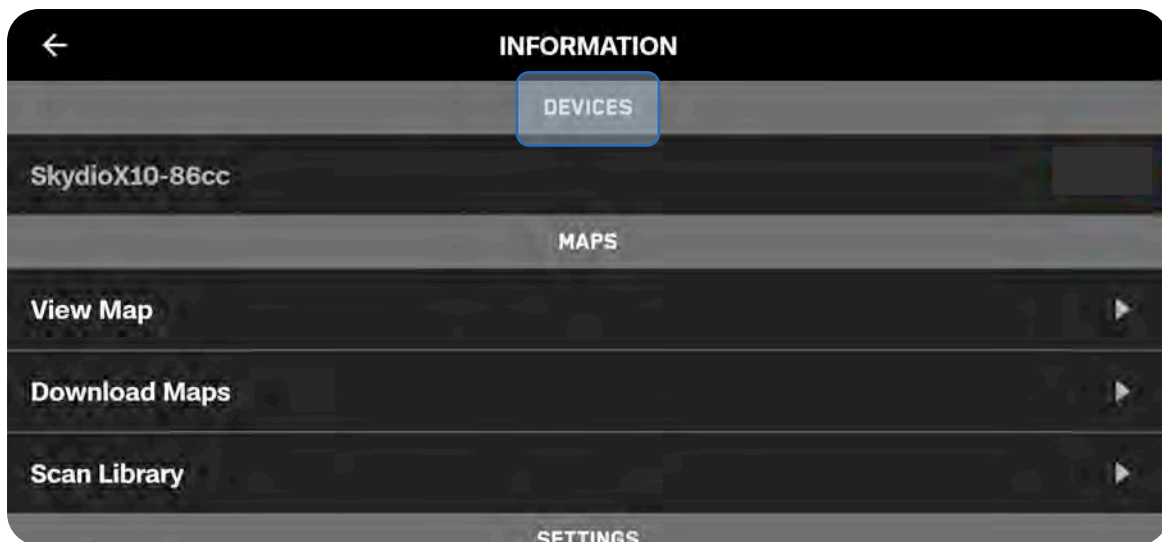 INFORMATION
DEVICES
SkydioX10-86cc
MAPS
View Map
Download Maps
Scan Library
SETTINGS